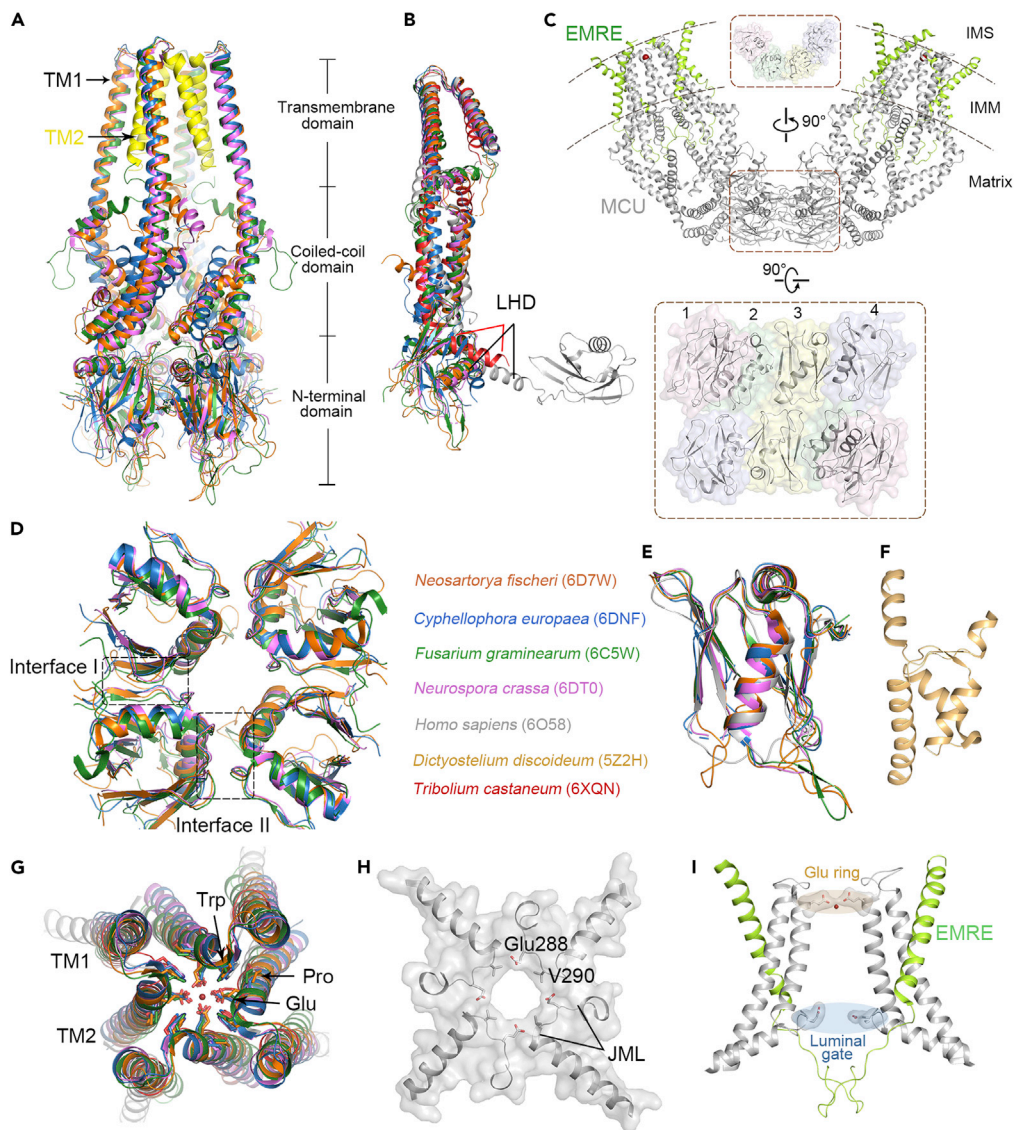 A
TM1
TM2
Transmembrane
domain
Coiled-coil
domain
N-terminal
domain
B
LHD
C
EMRE
IMS
IMM
90°
Matrix
MCU
90°
1 2 3 4
D
Interface I
Interface II
Neosartorya fischeri (6D7W)
Cyphellophora europaea (6DNF)
Fusarium graminearum (6C5W)
Neurospora crassa (6DT0)
Homo sapiens (6O58)
Dictyostelium discoideum (5Z2H)
Tribolium castaneum (6XQN)
E
F
G
Trp
TM1
Pro
Glu
TM2
H
Glu288
V290
JML
I
Glu ring
EMRE
Luminal
gate